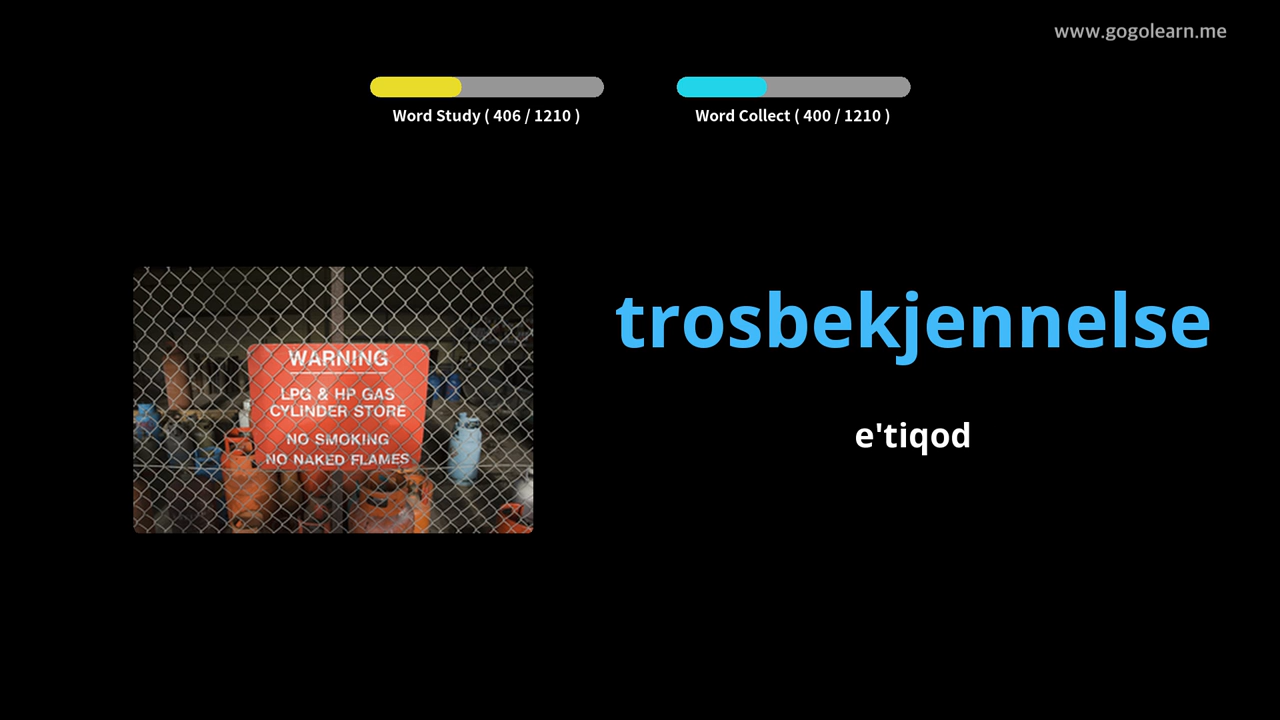 www.gogolearn.me
Word Study ( 406 / 1210 )
Word Collect ( 400 / 1210 )
WARNING
LPG & HP GAS
CYLINDER STORE
NO SMOKING
NO NAKED FLAMES
trosbekjennelse
e'tiqod